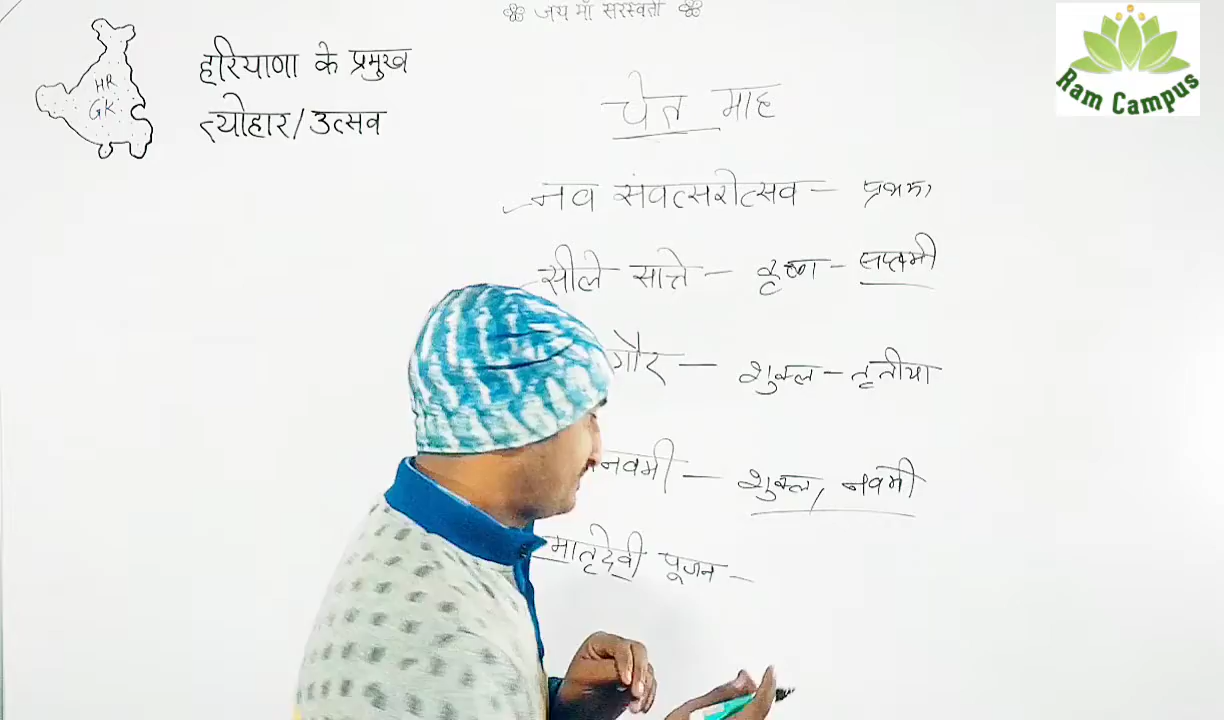 जय माँ सरस्वती
Ram Campus
HR
GK
हरियाणा के प्रमुख
त्योहार/उत्सव
चेत माह
नव संवत्सरोत्सव - प्रथमा
सीले सात्ते - कृष्ण - सप्तमी
गौर - शुक्ल - तृतीया
नवमी - शुक्ल, नवमी
मातृदेवी पूजन -